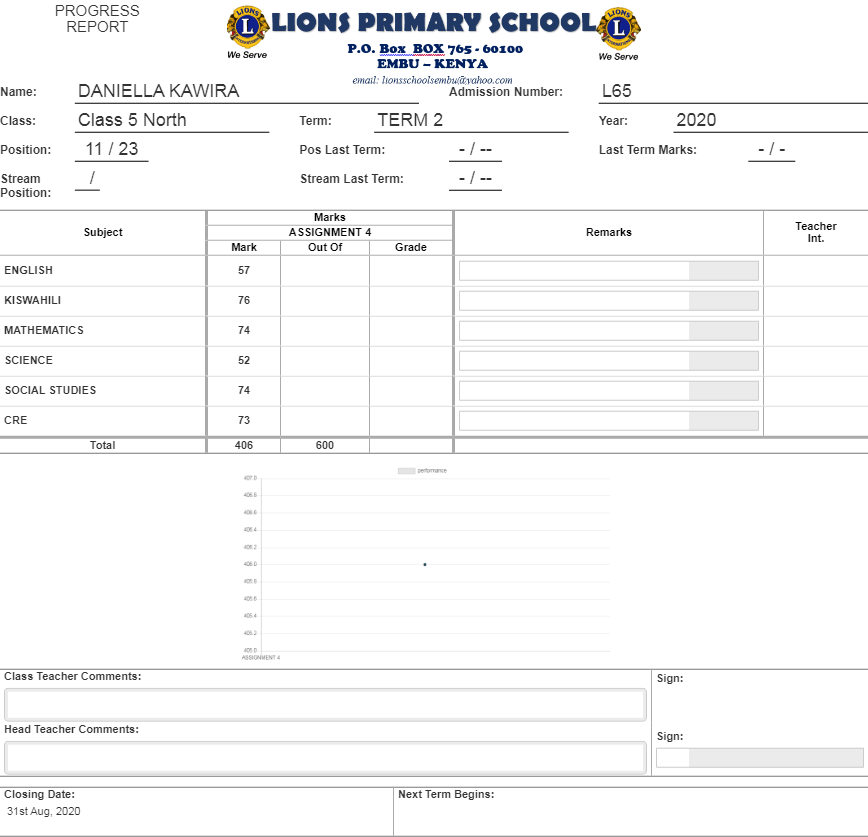 PROGRESS
REPORT
LIONS PRIMARY SCHOOL
P.O. Box BOX 765 - 60100
EMBU – KENYA
email: lionsschoolsembu@yahoo.com
LIONS L INTERNATIONAL
We Serve
LIONS L INTERNATIONAL
We Serve
Name: DANIELLA KAWIRA Admission Number: L65
Class: Class 5 North Term: TERM 2 Year: 2020
Position: 11 / 23 Pos Last Term: - / -- Last Term Marks: - / -
Stream Position: / Stream Last Term: - / --
Subject Marks Remarks Teacher Int.
ASSIGNMENT 4
Mark Out Of Grade
ENGLISH 57
KISWAHILI 76
MATHEMATICS 74
SCIENCE 52
SOCIAL STUDIES 74
CRE 73
Total 406 600
performance
407.0
406.8
406.6
406.4
406.2
406.0
405.8
405.6
405.4
405.2
405.0
ASSIGNMENT 4
Class Teacher Comments: Sign:
Head Teacher Comments: Sign:
Closing Date: Next Term Begins:
31st Aug, 2020